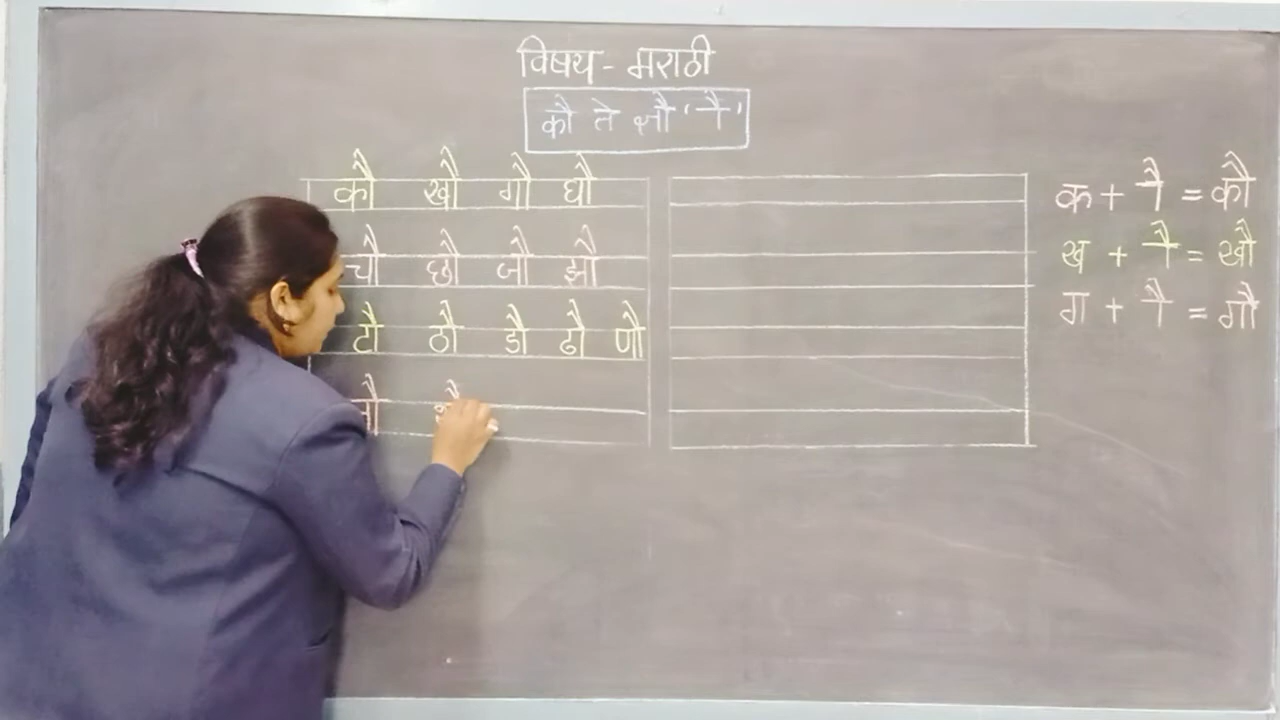 विषय - मराठी
कौ ते ज्ञौ 'ौ'
कौ खौ गौ घौ
चौ छौ जौ झौ
टौ ठौ डौ ढौ णौ
क + ौ = कौ
ख + ौ = खौ
ग + ौ = गौ